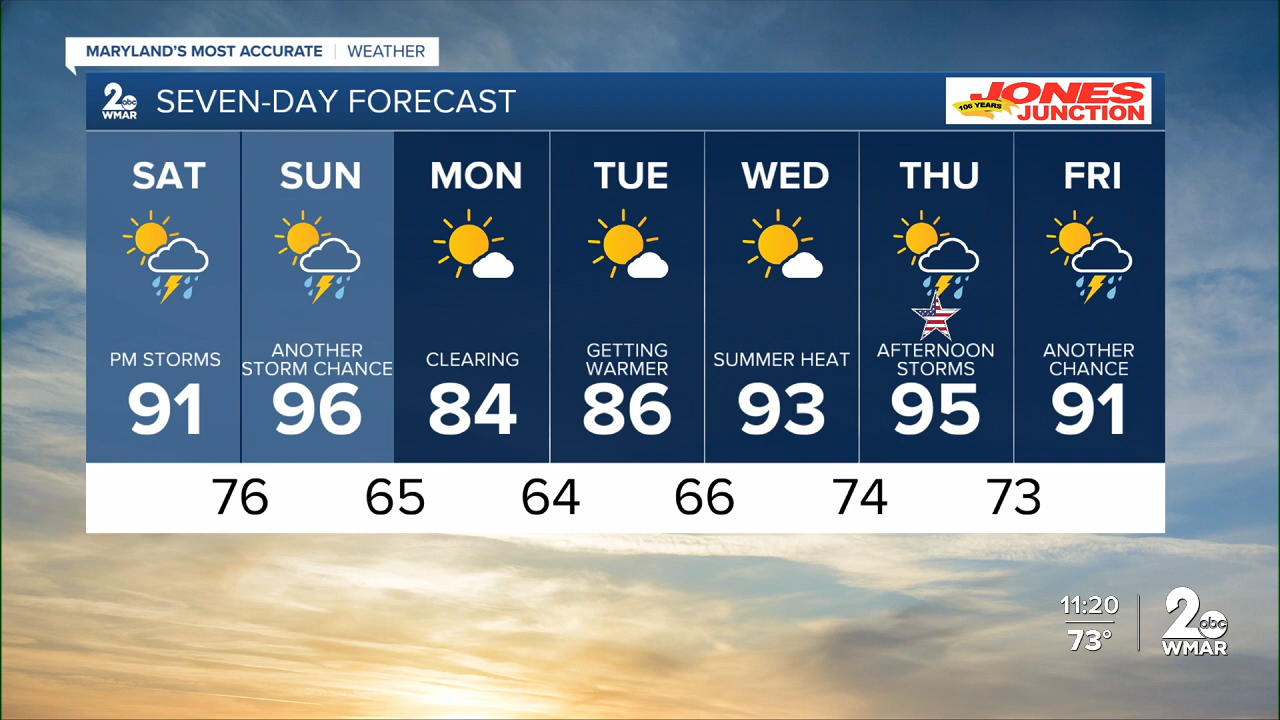 MARYLAND'S MOST ACCURATE | WEATHER
2 abc
WMAR
SEVEN-DAY FORECAST
JONES
106 YEARS
JUNCTION
SAT SUN MON TUE WED THU FRI
PM STORMS
ANOTHER
STORM CHANCE
CLEARING
GETTING
WARMER
SUMMER HEAT
AFTERNOON
STORMS
ANOTHER
CHANCE
91 96 84 86 93 95 91
76 65 64 66 74 73
11:20
73°
2 abc
WMAR